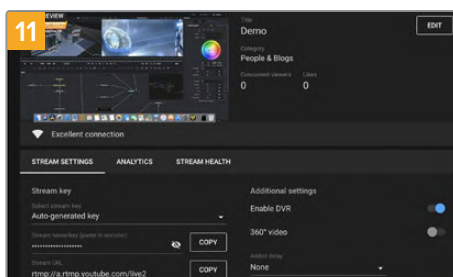 11
PREVIEW
Title
Demo
EDIT
Category
People & Blogs
Concurrent viewers Likes
0 0
Excellent connection
STREAM SETTINGS ANALYTICS STREAM HEALTH
Stream key
Additional settings
Select stream key
Auto-generated key
Enable DVR
Stream name/key (paste in encoder)
COPY
360° video
Stream URL
rtmp://a.rtmp.youtube.com/live2
COPY
Added delay
None